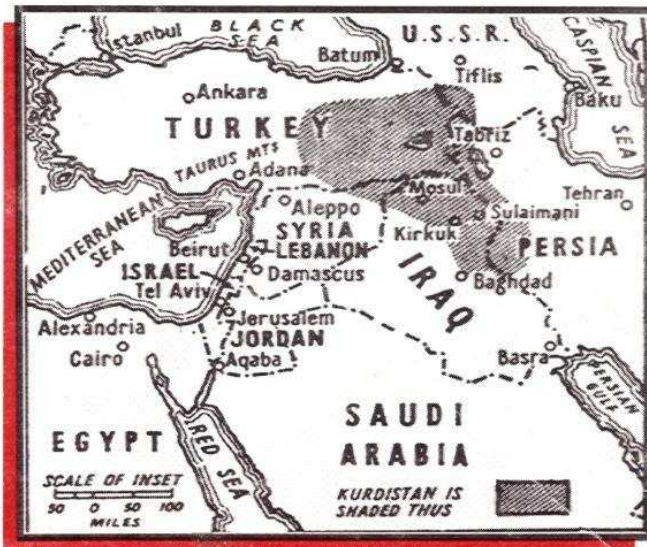 BLACK
SEA
Istanbul
U.S.S.R.
Batum
Tiflis
CASPIAN
SEA
Baku
Ankara
TURKEY
Tabriz
TAURUS MTS
Adana
Mosul
Tehran
Aleppo
Sulaimani
MEDITERRANEAN
SEA
SYRIA
Kirkuk
PERSIA
Beirut
LEBANON
ISRAEL
Damascus
IRAQ
Baghdad
Tel Aviv
Alexandria
Jerusalem
JORDAN
Cairo
Aqaba
Basra
PERSIAN
GULF
EGYPT
RED SEA
SAUDI
ARABIA
SCALE OF INSET
50 0 50 100
MILES
KURDISTAN IS
SHADED THUS